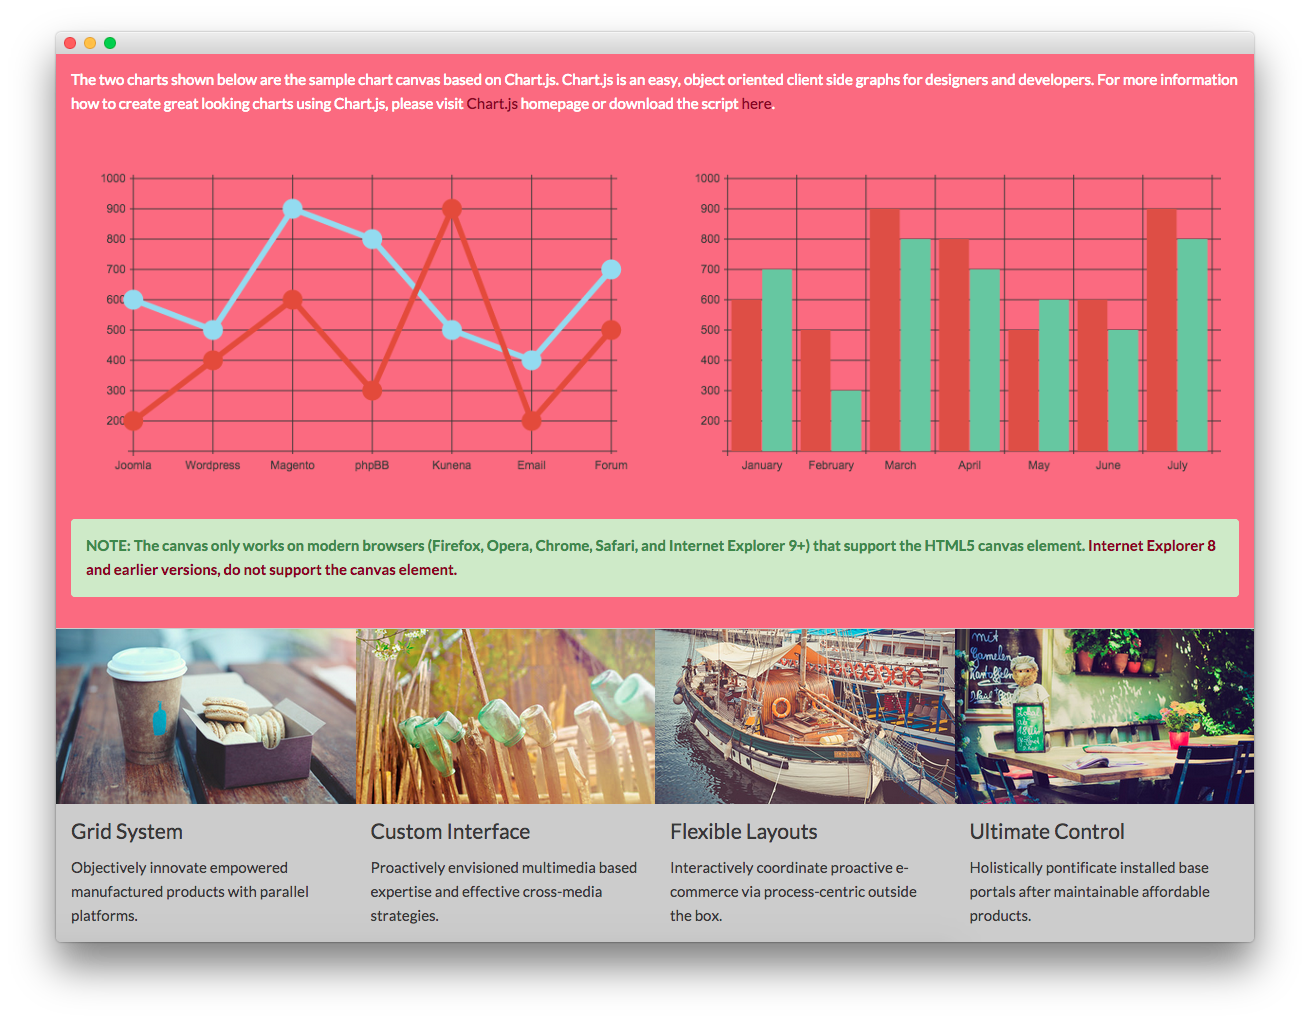 The two charts shown below are the sample chart canvas based on Chart.js. Chart.js is an easy, object oriented client side graphs for designers and developers. For more information
how to create great looking charts using Chart.js, please visit Chart.js homepage or download the script here.
1000
900
800
700
600
500
400
300
200
Joomla Wordpress Magento phpBB Kunena Email Forum
1000
900
800
700
600
500
400
300
200
January February March April May June July
NOTE: The canvas only works on modern browsers (Firefox, Opera, Chrome, Safari, and Internet Explorer 9+) that support the HTML5 canvas element. Internet Explorer 8
and earlier versions, do not support the canvas element.
mit
Grid System
Objectively innovate empowered
manufactured products with parallel
platforms.
Custom Interface
Proactively envisioned multimedia based
expertise and effective cross-media
strategies.
Flexible Layouts
Interactively coordinate proactive e-
commerce via process-centric outside
the box.
Ultimate Control
Holistically pontificate installed base
portals after maintainable affordable
products.